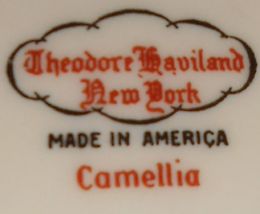 Theodore Haviland
New York
MADE IN AMERICA
Camellia